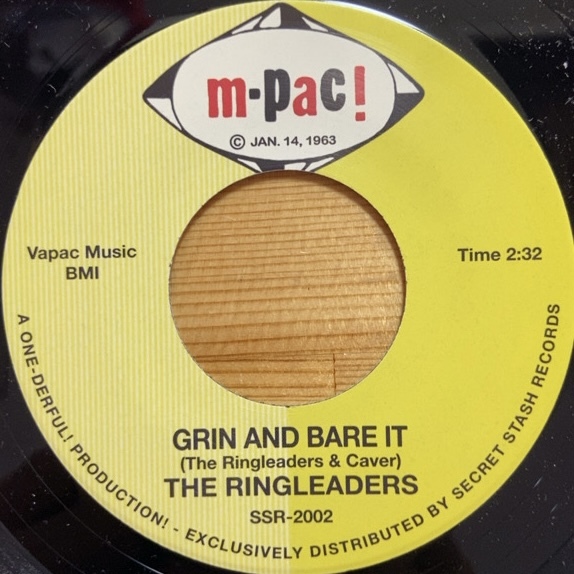 m·pac!
© JAN. 14, 1963
Vapac Music
BMI
Time 2:32
GRIN AND BARE IT
(The Ringleaders & Caver)
THE RINGLEADERS
SSR-2002
A ONE-DERFUL! PRODUCTION! - EXCLUSIVELY DISTRIBUTED BY SECRET STASH RECORDS